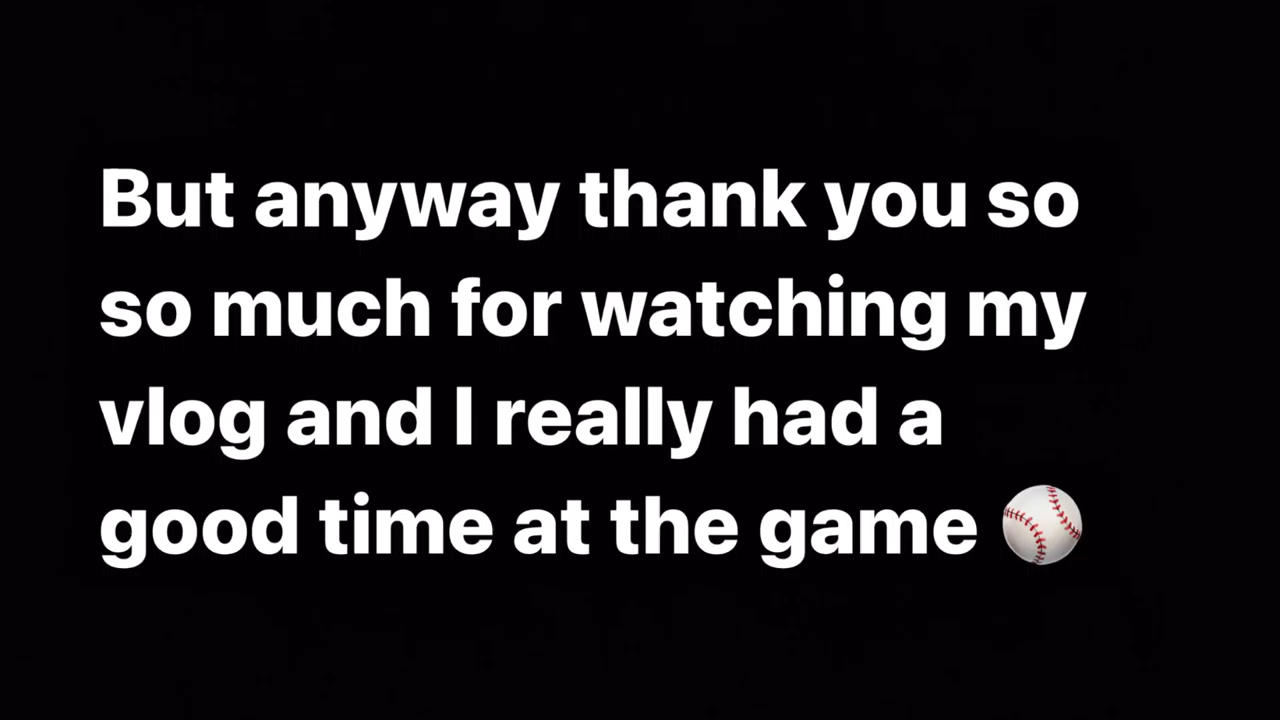 But anyway thank you so
so much for watching my
vlog and I really had a
good time at the game ⚾